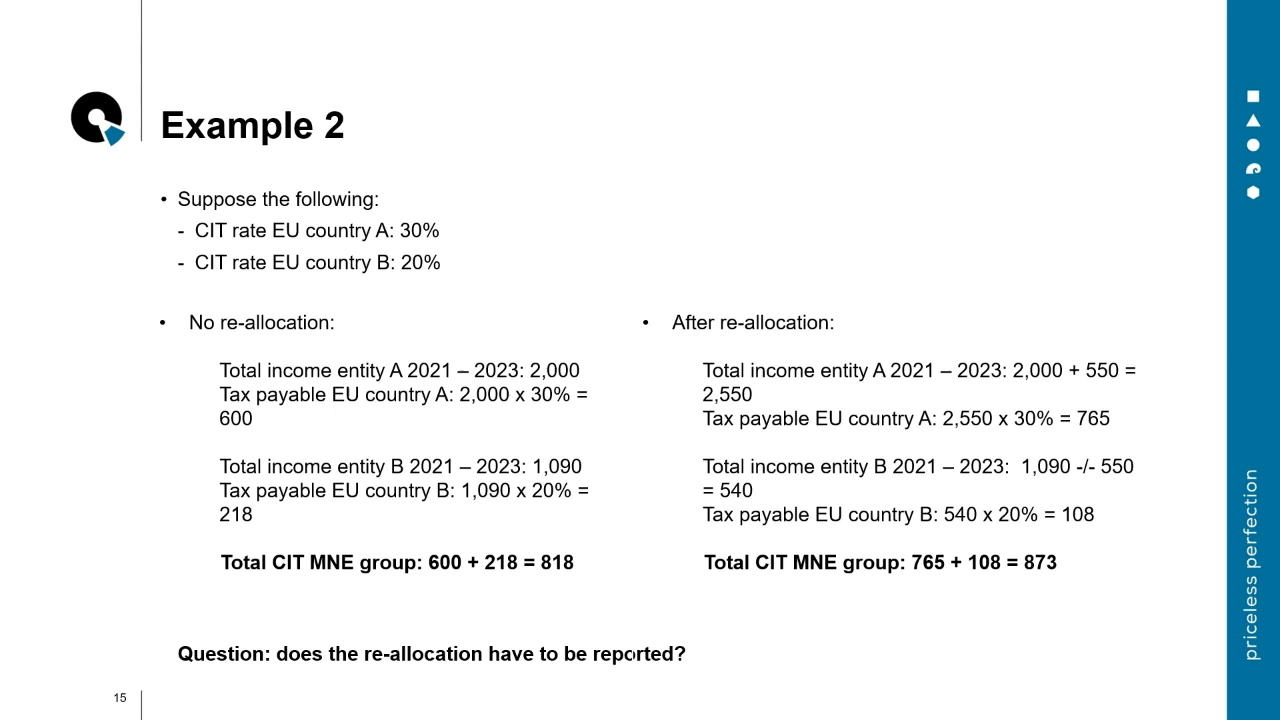 Example 2
• Suppose the following:
- CIT rate EU country A: 30%
- CIT rate EU country B: 20%
• No re-allocation:
Total income entity A 2021 – 2023: 2,000
Tax payable EU country A: 2,000 x 30% =
600
Total income entity B 2021 – 2023: 1,090
Tax payable EU country B: 1,090 x 20% =
218
Total CIT MNE group: 600 + 218 = 818
• After re-allocation:
Total income entity A 2021 – 2023: 2,000 + 550 =
2,550
Tax payable EU country A: 2,550 x 30% = 765
Total income entity B 2021 – 2023: 1,090 -/- 550
= 540
Tax payable EU country B: 540 x 20% = 108
Total CIT MNE group: 765 + 108 = 873
Question: does the re-allocation have to be reported?
15
priceless perfection